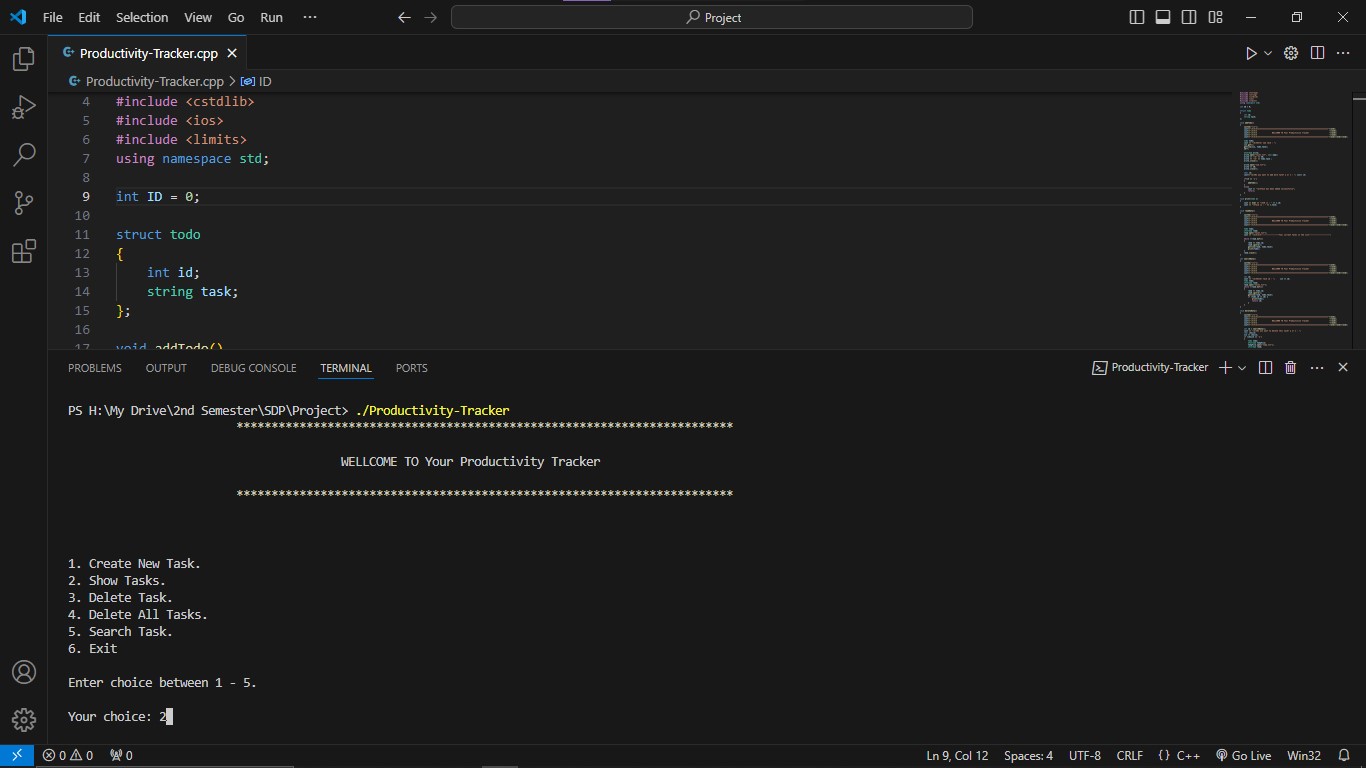 File Edit Selection View Go Run ···
Project
Productivity-Tracker.cpp
Productivity-Tracker.cpp > ID
4 #include <cstdlib>
5 #include <ios>
6 #include <limits>
7 using namespace std;
8
9 int ID = 0;
10
11 struct todo
12 {
13 int id;
14 string task;
15 };
16
17 void addTodo()
PROBLEMS OUTPUT DEBUG CONSOLE TERMINAL PORTS
Productivity-Tracker
PS H:\My Drive\2nd Semester\SDP\Project> ./Productivity-Tracker
***********************************************************************
WELLCOME TO Your Productivity Tracker
***********************************************************************
1. Create New Task.
2. Show Tasks.
3. Delete Task.
4. Delete All Tasks.
5. Search Task.
6. Exit
Enter choice between 1 - 5.
Your choice: 2
0 0 0 Ln 9, Col 12 Spaces: 4 UTF-8 CRLF {} C++ Go Live Win32